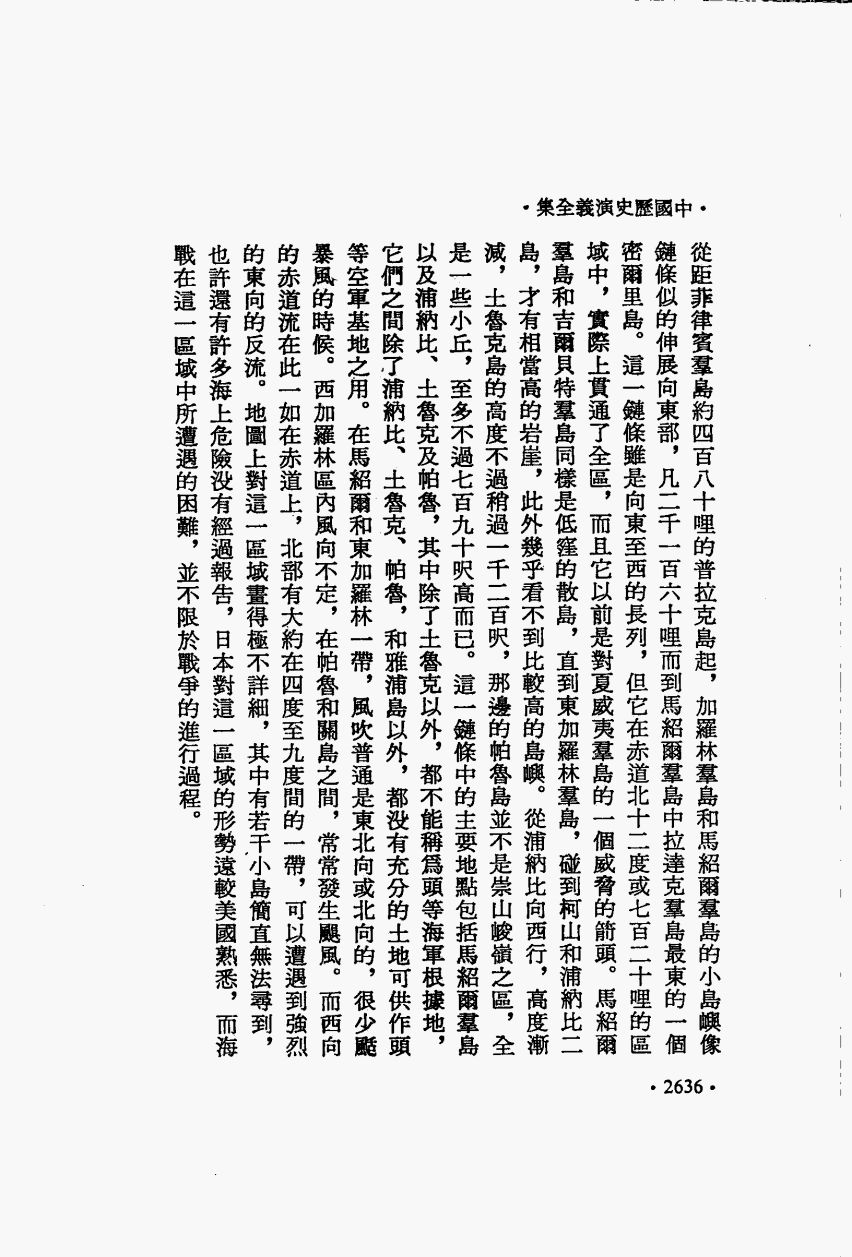 ·中國歷史演義全集·
從距菲律賓羣島約四百八十哩的普拉克島起，加羅林羣島和馬紹爾羣島的小島嶼像
鏈條似的伸展向東部，凡二千一百六十哩而到馬紹爾羣島中拉達克羣島最東的一個
密爾里島。這一鏈條雖是向東至西的長列，但它在赤道北十二度或七百二十哩的區
域中，實際上貫通了全區，而且它以前是對夏威夷羣島的一個威脅的箭頭。馬紹爾
羣島和吉爾貝特羣島同樣是低窪的散島，直到東加羅林羣島，碰到柯山和浦納比二
島，才有相當高的岩崖，此外幾乎看不到比較高的島嶼。從浦納比向西行，高度漸
減，土魯克島的高度不過稍過一千二百呎，那邊的帕魯島並不是崇山峻嶺之區，全
是一些小丘，至多不過七百九十呎高而已。這一鏈條中的主要地點包括馬紹爾羣島
以及浦納比、土魯克及帕魯，其中除了土魯克以外，都不能稱爲頭等海軍根據地，
它們之間除了浦納比、土魯克、帕魯，和雅浦島以外，都没有充分的土地可供作頭
等空軍基地之用。在馬紹爾和東加羅林一帶，風吹普通是東北向或北向的，很少颳
暴風的時候。西加羅林區內風向不定，在帕魯和關島之間，常常發生颶風。而西向
的赤道流在此一如在赤道上，北部有大約在四度至九度間的一帶，可以遭遇到強烈
的東向的反流。地圖上對這一區域畫得極不詳細，其中有若干小島簡直無法尋到，
也許還有許多海上危險没有經過報告，日本對這一區域的形勢遠較美國熟悉，而海
戰在這一區域中所遭遇的困難，並不限於戰爭的進行過程。
·2636·